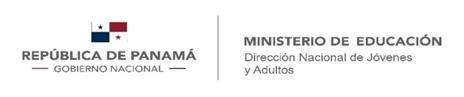 REPÚBLICA DE PANAMÁ
— GOBIERNO NACIONAL —
MINISTERIO DE EDUCACIÓN
Dirección Nacional de Jóvenes
y Adultos